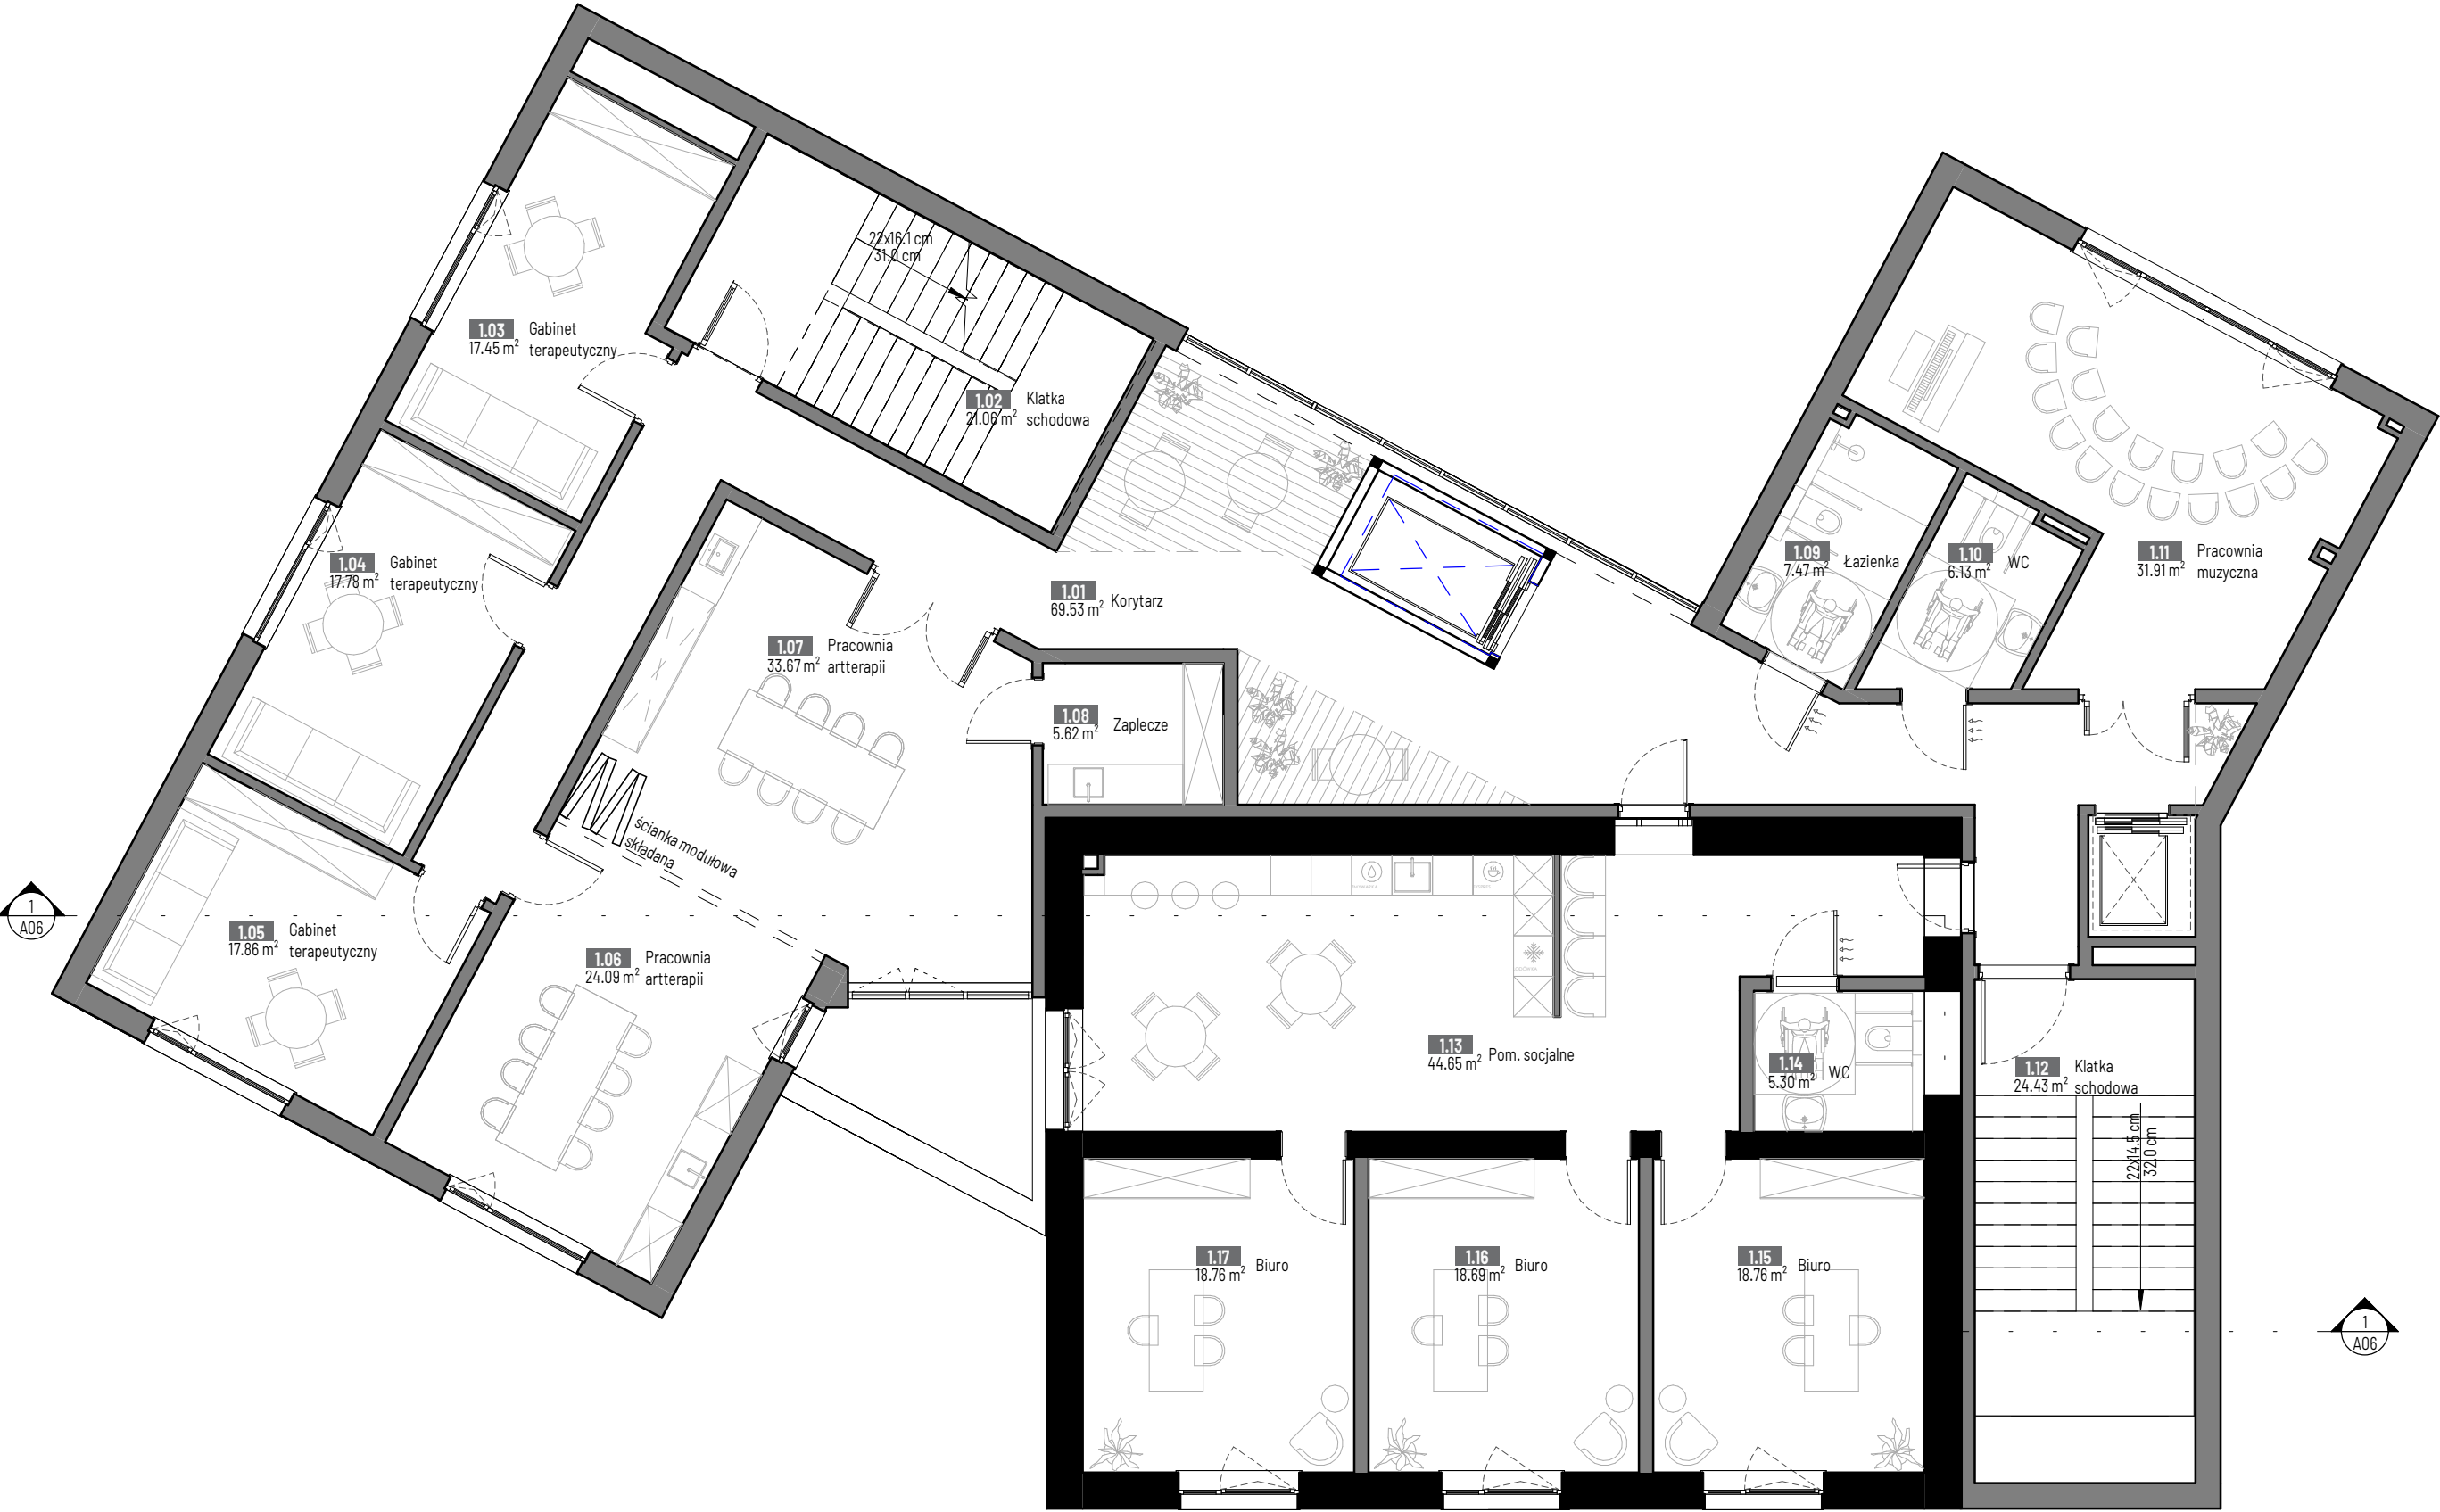 22x16.1 cm
31.0 cm
1.03 Gabinet
17.45 m² terapeutyczny
1.02 Klatka
21.06 m² schodowa
1.04 Gabinet
17.78 m² terapeutyczny
1.01
69.53 m² Korytarz
1.09
7.47 m² Łazienka
1.10
6.13 m² WC
1.11 Pracownia
31.91 m² muzyczna
1.07 Pracownia
33.67 m² artterapii
1.08
5.62 m² Zaplecze
ścianka modułowa
składana
1
A06
1.05 Gabinet
17.86 m² terapeutyczny
1.06 Pracownia
24.09 m² artterapii
1.13
44.65 m² Pom. socjalne
1.14
5.30 m² WC
1.12 Klatka
24.43 m² schodowa
22x14.5 cm
32.0 cm
1.17
18.76 m² Biuro
1.16
18.69 m² Biuro
1.15
18.76 m² Biuro
1
A06